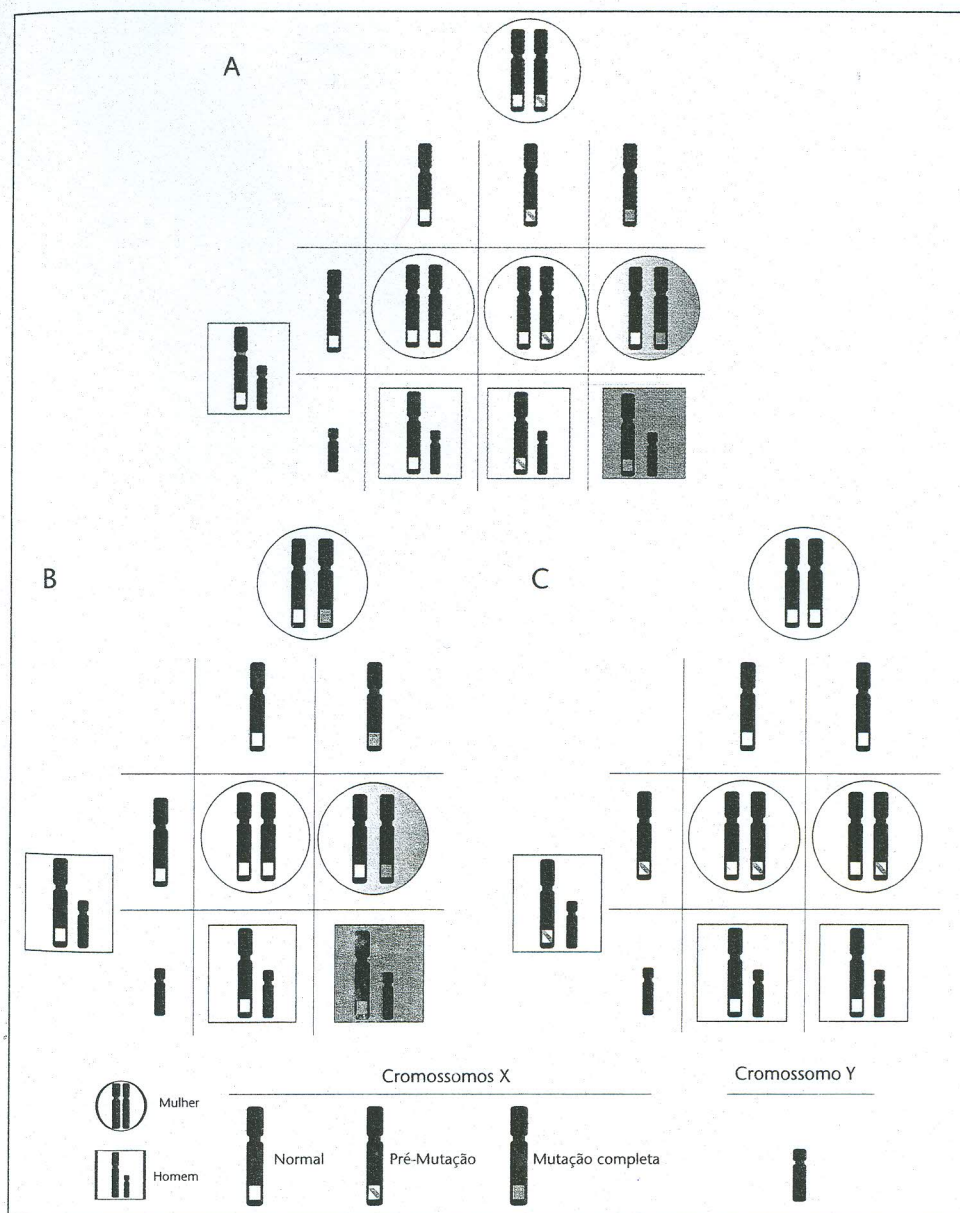 A
B
C
Cromossomos X
Cromossomo Y
Mulher
Homem
Normal
Pré-Mutação
Mutação completa